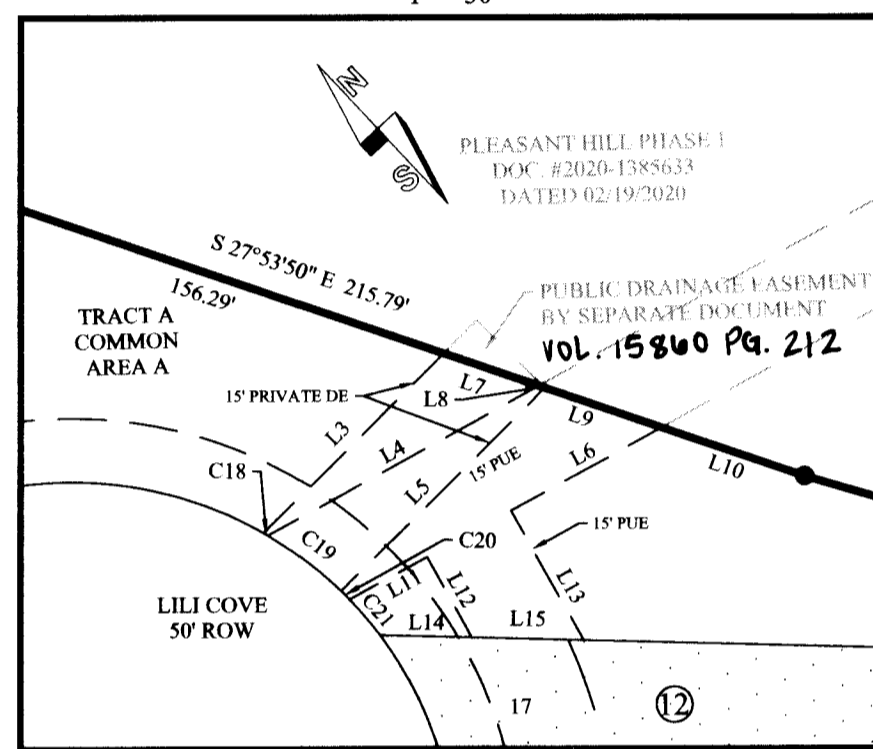 N
S
PLEASANT HILL PHASE 1
DOC. #2020-1385633
DATED 02/19/2020
S 27°53'50" E 215.79'
156.29'
TRACT A
COMMON
AREA A
PUBLIC DRAINAGE EASEMENT
BY SEPARATE DOCUMENT
VOL. 15860 PG. 212
15' PRIVATE DE
L7
L8
L9
L3
L4
L6
L10
L5
15' PUE
C18
15' PUE
C19
C20
L11
L12
L13
C21
L14
L15
LILI COVE
50' ROW
17
12